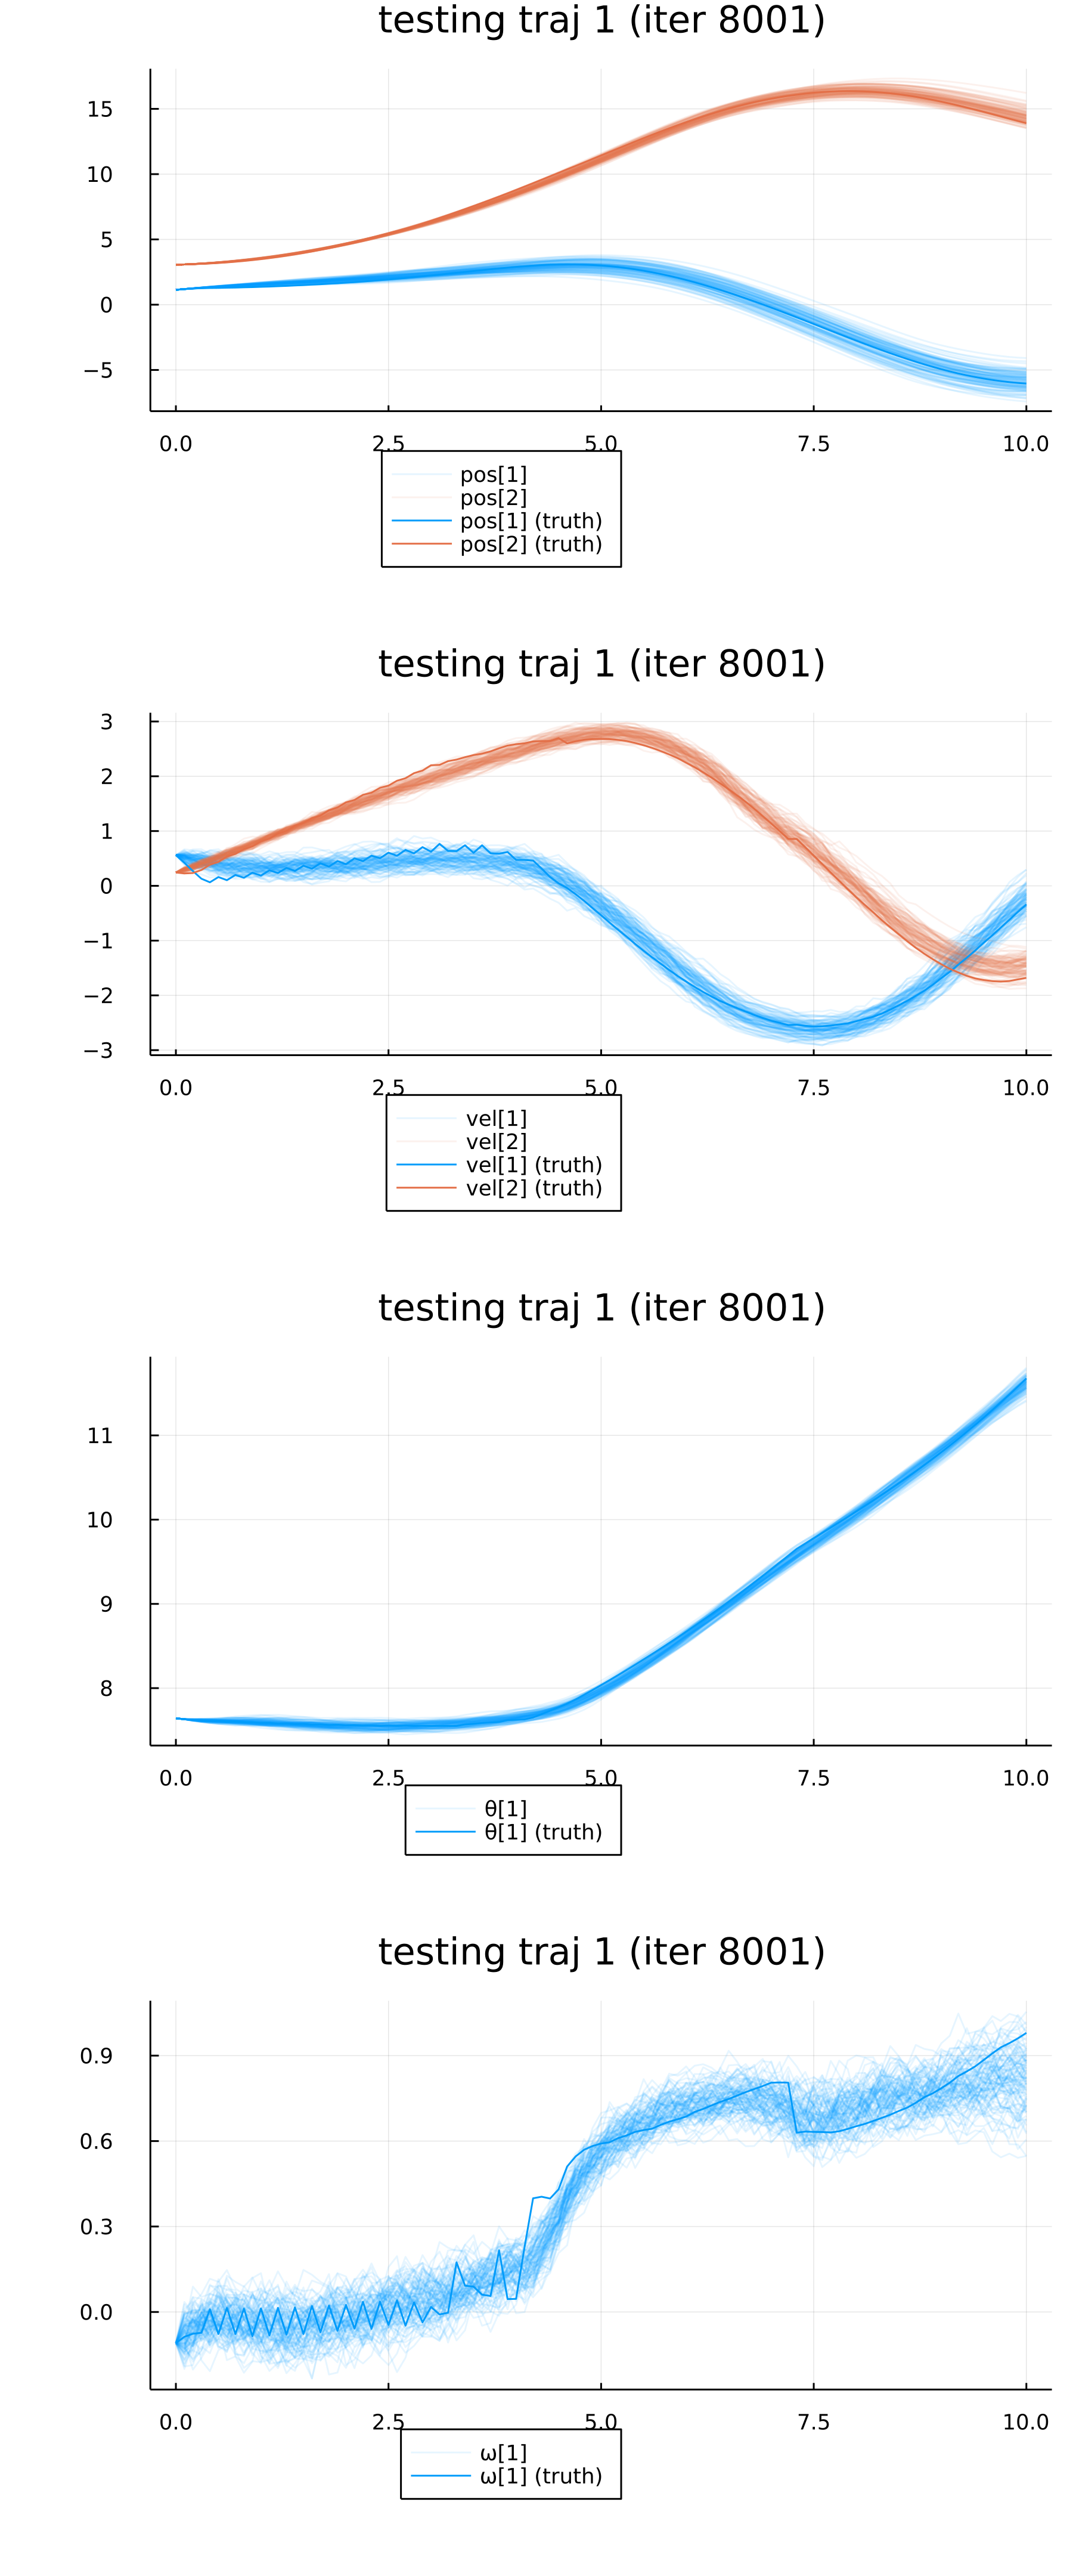 testing traj 1 (iter 8001)
15
10
5
0
−5
0.0 2.5 5.0 7.5 10.0
pos[1]
pos[2]
pos[1] (truth)
pos[2] (truth)
testing traj 1 (iter 8001)
3
2
1
0
−1
−2
−3
0.0 2.5 5.0 7.5 10.0
vel[1]
vel[2]
vel[1] (truth)
vel[2] (truth)
testing traj 1 (iter 8001)
11
10
9
8
0.0 2.5 5.0 7.5 10.0
θ[1]
θ[1] (truth)
testing traj 1 (iter 8001)
0.9
0.6
0.3
0.0
0.0 2.5 5.0 7.5 10.0
ω[1]
ω[1] (truth)